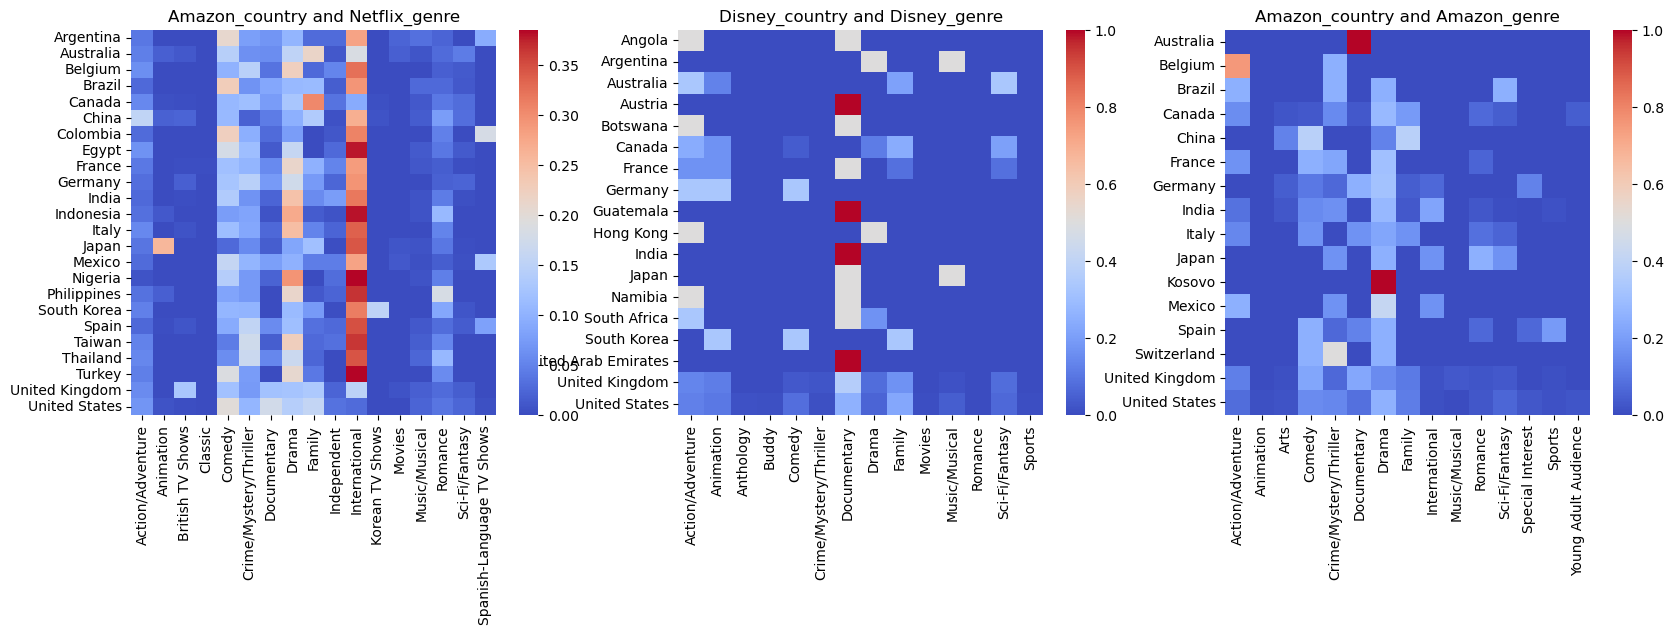 Amazon_country and Netflix_genre
Argentina
Australia
Belgium
Brazil
Canada
China
Colombia
Egypt
France
Germany
India
Indonesia
Italy
Japan
Mexico
Nigeria
Philippines
South Korea
Spain
Taiwan
Thailand
Turkey
United Kingdom
United States
Action/Adventure
Animation
British TV Shows
Classic
Comedy
Crime/Mystery/Thriller
Documentary
Drama
Family
Independent
International
Korean TV Shows
Movies
Music/Musical
Romance
Sci-Fi/Fantasy
Spanish-Language TV Shows
0.35
0.30
0.25
0.20
0.15
0.10
0.05
0.00
Disney_country and Disney_genre
Angola
Argentina
Australia
Austria
Botswana
Canada
France
Germany
Guatemala
Hong Kong
India
Japan
Namibia
South Africa
South Korea
ited Arab Emirates
United Kingdom
United States
Action/Adventure
Animation
Anthology
Buddy
Comedy
Crime/Mystery/Thriller
Documentary
Drama
Family
Movies
Music/Musical
Romance
Sci-Fi/Fantasy
Sports
1.0
0.8
0.6
0.4
0.2
0.0
Amazon_country and Amazon_genre
Australia
Belgium
Brazil
Canada
China
France
Germany
India
Italy
Japan
Kosovo
Mexico
Spain
Switzerland
United Kingdom
United States
Action/Adventure
Animation
Arts
Comedy
Crime/Mystery/Thriller
Documentary
Drama
Family
International
Music/Musical
Romance
Sci-Fi/Fantasy
Special Interest
Sports
Young Adult Audience
1.0
0.8
0.6
0.4
0.2
0.0